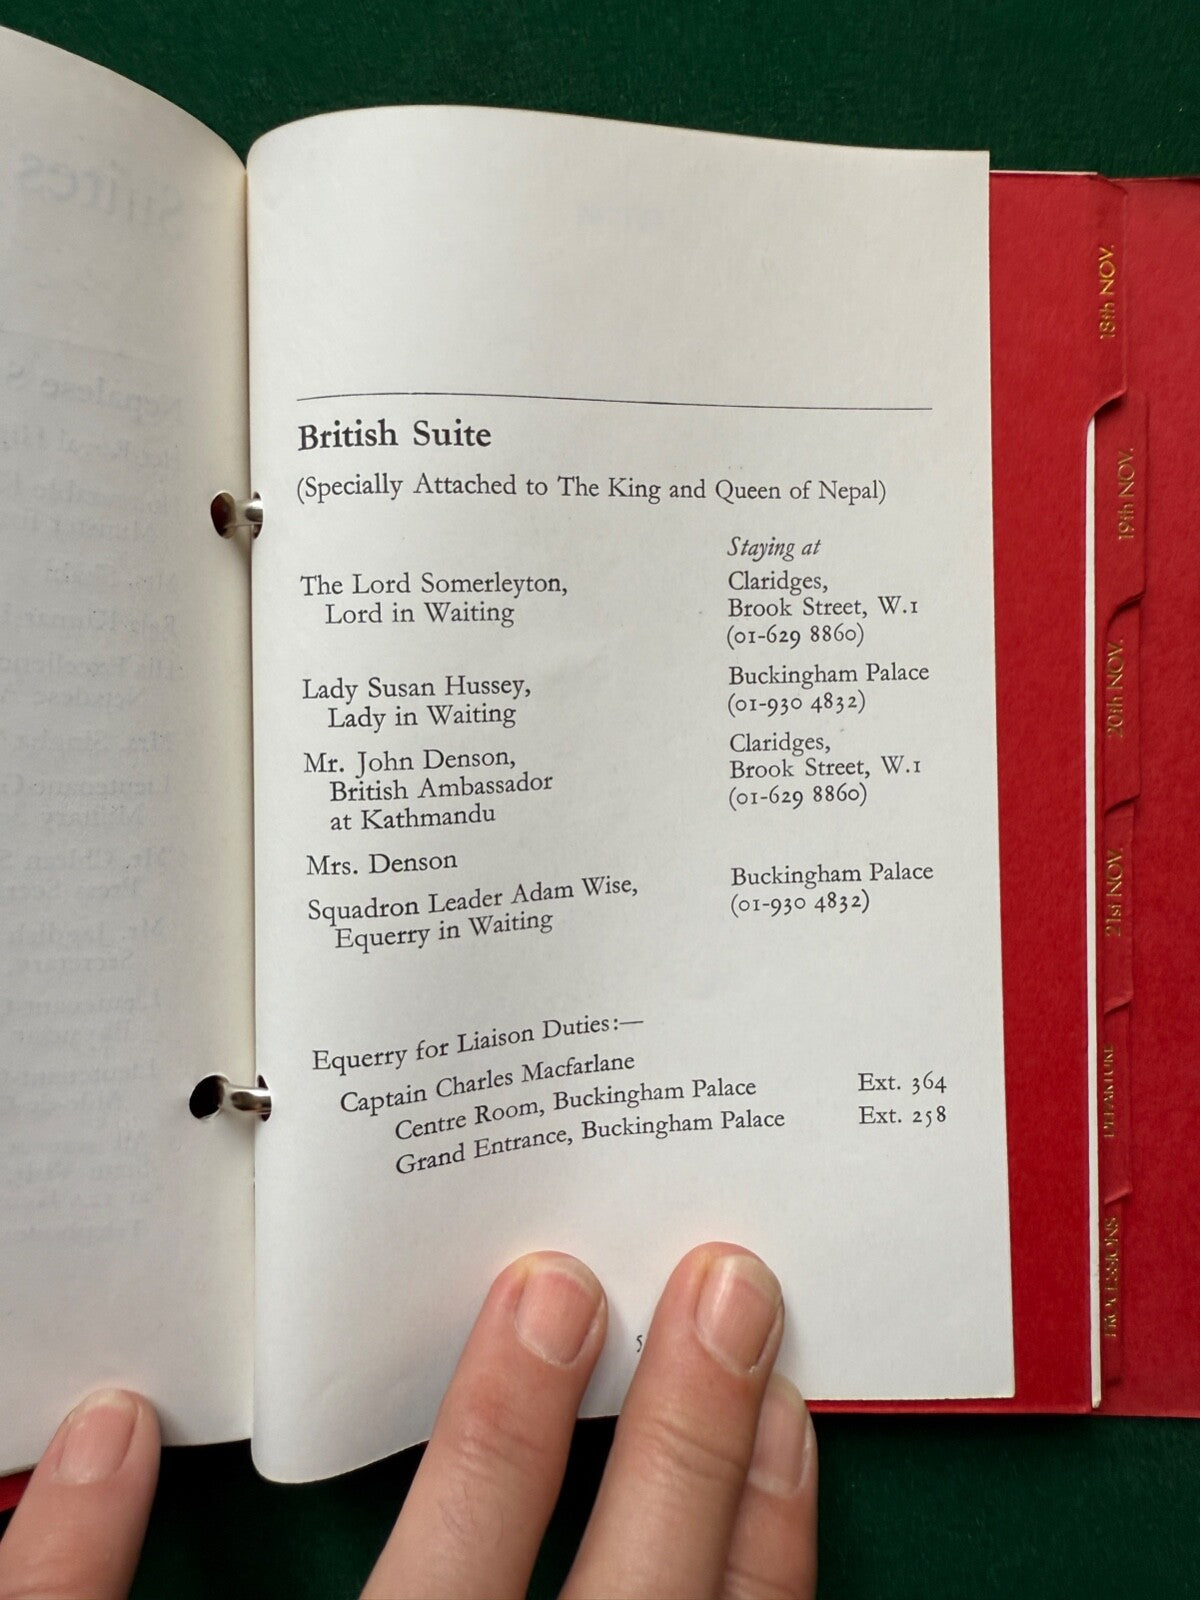 British Suite
(Specially Attached to The King and Queen of Nepal)
Staying at
The Lord Somerleyton,
Lord in Waiting
Claridges,
Brook Street, W.1
(01-629 8860)
Lady Susan Hussey,
Lady in Waiting
Buckingham Palace
(01-930 4832)
Mr. John Denson,
British Ambassador
at Kathmandu
Claridges,
Brook Street, W.1
(01-629 8860)
Mrs. Denson
Squadron Leader Adam Wise,
Equerry in Waiting
Buckingham Palace
(01-930 4832)
Equerry for Liaison Duties:—
Captain Charles Macfarlane
Centre Room, Buckingham Palace Ext. 364
Grand Entrance, Buckingham Palace Ext. 258
5
18th NOV.
19th NOV.
20th NOV.
21st NOV.
DEPARTURE
PROCESSIONS